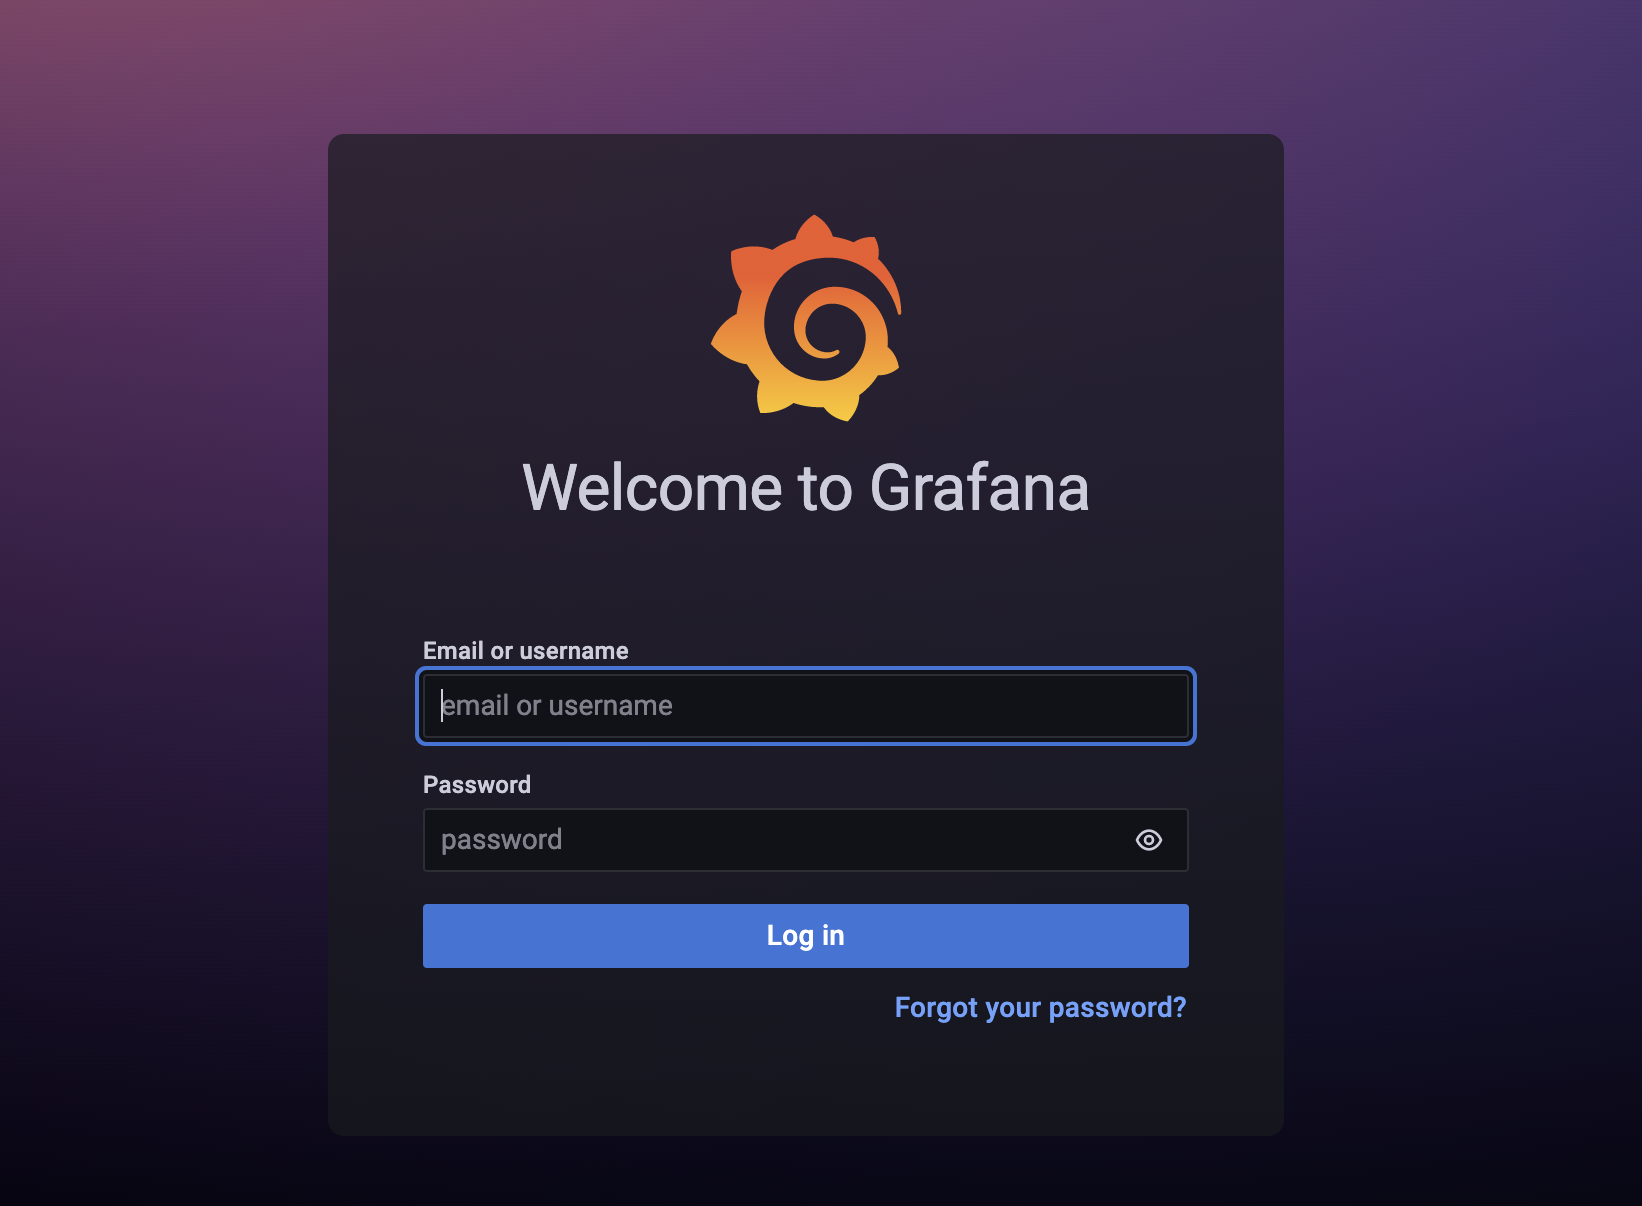 Welcome to Grafana
Email or username
email or username
Password
password
Log in
Forgot your password?